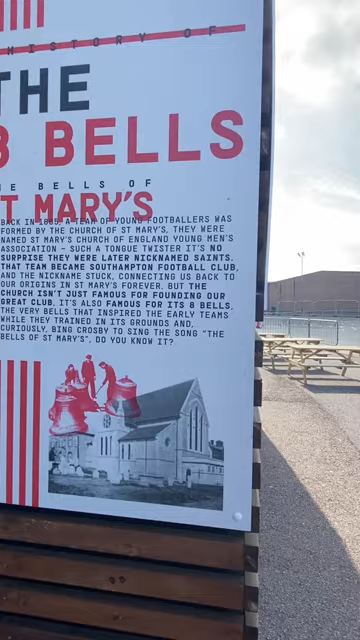 HISTORY OF
THE
8 BELLS
HE BELLS OF
T MARY'S
BACK IN 1885, A TEAM OF YOUNG FOOTBALLERS WAS
FORMED BY THE CHURCH OF ST MARY'S, THEY WERE
NAMED ST MARY'S CHURCH OF ENGLAND YOUNG MEN'S
ASSOCIATION – SUCH A TONGUE TWISTER IT'S NO
SURPRISE THEY WERE LATER NICKNAMED SAINTS.
THAT TEAM BECAME SOUTHAMPTON FOOTBALL CLUB,
AND THE NICKNAME STUCK, CONNECTING US BACK TO
OUR ORIGINS IN ST MARY'S FOREVER. BUT THE
CHURCH ISN'T JUST FAMOUS FOR FOUNDING OUR
GREAT CLUB, IT'S ALSO FAMOUS FOR ITS 8 BELLS,
THE VERY BELLS THAT INSPIRED THE EARLY TEAMS
WHILE THEY TRAINED IN ITS GROUNDS AND,
CURIOUSLY, BING CROSBY TO SING THE SONG "THE
BELLS OF ST MARY'S", DO YOU KNOW IT?